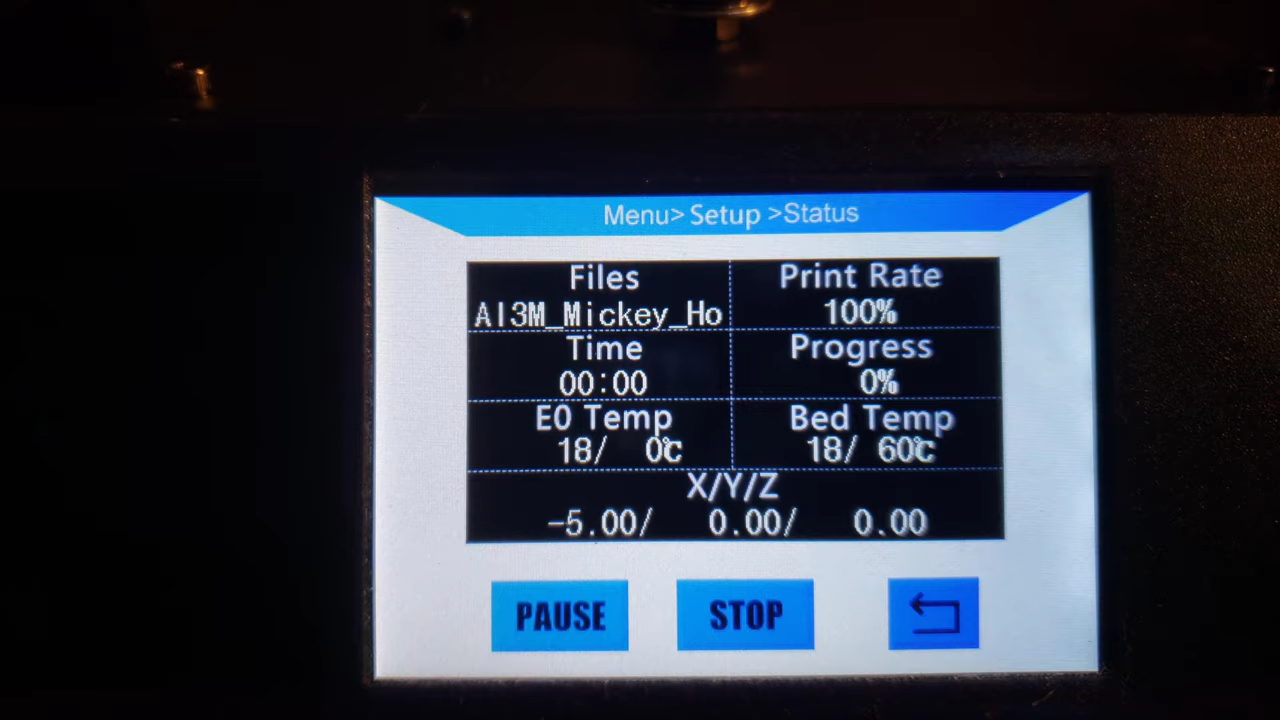 Menu> Setup >Status
Files
AI3M_Mickey_Ho
Print Rate
100%
Time
00:00
Progress
0%
E0 Temp
18/ 0℃
Bed Temp
18/ 60℃
X/Y/Z
-5.00/ 0.00/ 0.00
PAUSE
STOP